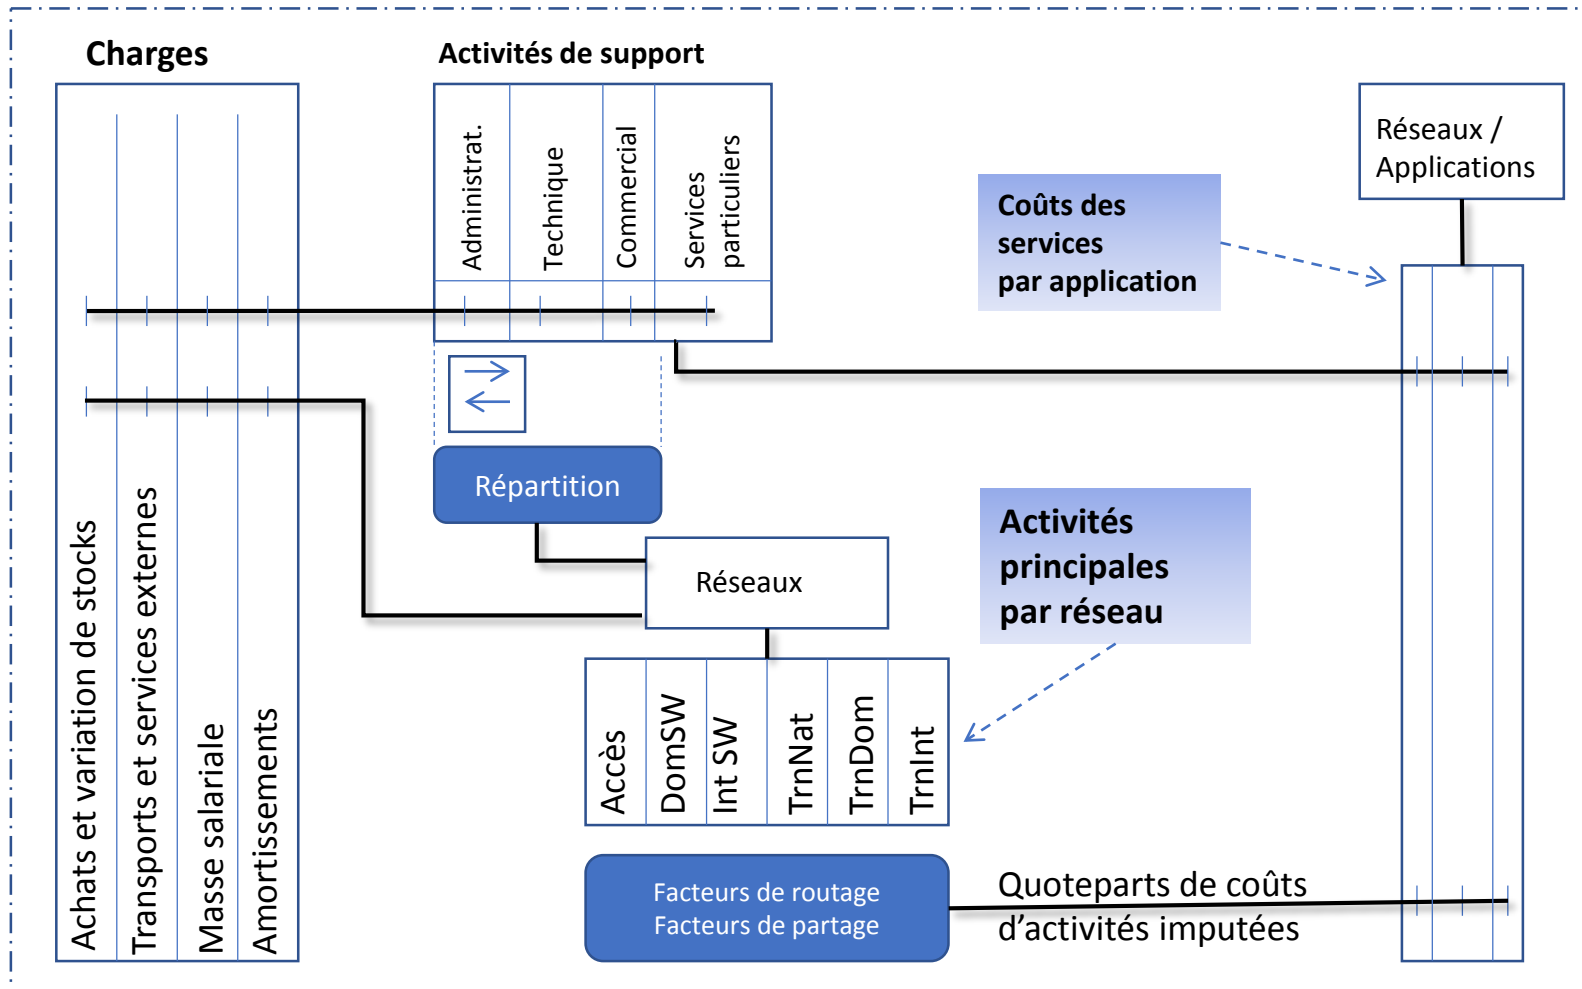 Charges
Activités de support
Administrat.
Technique
Commercial
Services
particuliers
Réseaux /
Applications
Coûts des
services
par application
Répartition
Réseaux
Activités
principales
par réseau
Achats et variation de stocks
Transports et services externes
Masse salariale
Amortissements
Accès
DomSW
Int SW
TrnNat
TrnDom
TrnInt
Facteurs de routage
Facteurs de partage
Quoteparts de coûts
d’activités imputées